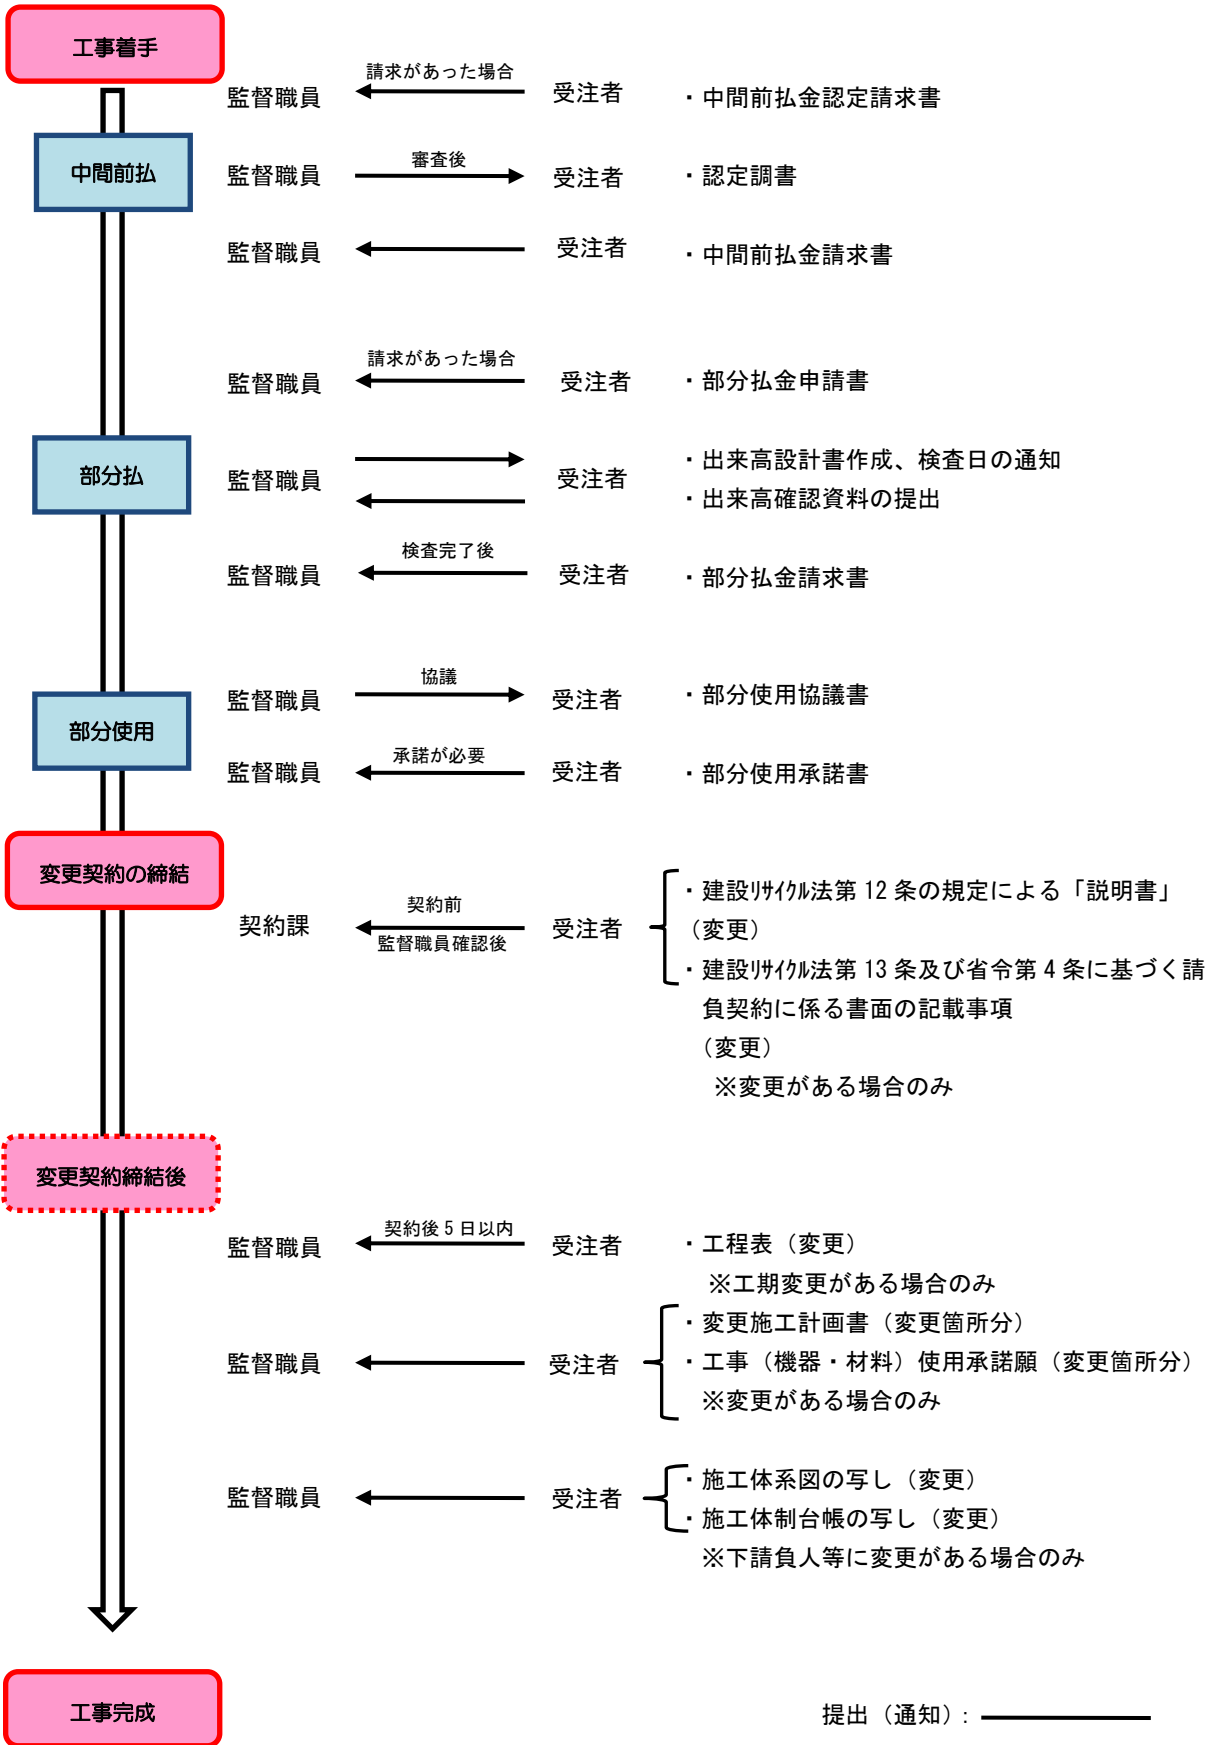 工事着手
請求があった場合
監督職員 受注者 ・中間前払金認定請求書
中間前払
審査後
監督職員 受注者 ・認定調書
監督職員 受注者 ・中間前払金請求書
請求があった場合
監督職員 受注者 ・部分払金申請書
部分払
監督職員 受注者 ・出来高設計書作成、検査日の通知
・出来高確認資料の提出
検査完了後
監督職員 受注者 ・部分払金請求書
部分使用
協議
監督職員 受注者 ・部分使用協議書
承諾が必要
監督職員 受注者 ・部分使用承諾書
変更契約の締結
契約前
契約課 受注者
監督職員確認後
・建設ﾘｻｲｸﾙ法第 12 条の規定による「説明書」
（変更）
・建設ﾘｻｲｸﾙ法第 13 条及び省令第 4 条に基づく請
負契約に係る書面の記載事項
（変更）
※変更がある場合のみ
変更契約締結後
契約後 5 日以内
監督職員 受注者 ・工程表（変更）
※工期変更がある場合のみ
・変更施工計画書（変更箇所分）
監督職員 受注者 ・工事（機器・材料）使用承諾願（変更箇所分）
※変更がある場合のみ
・施工体系図の写し（変更）
監督職員 受注者
・施工体制台帳の写し（変更）
※下請負人等に変更がある場合のみ
工事完成
提出（通知）: